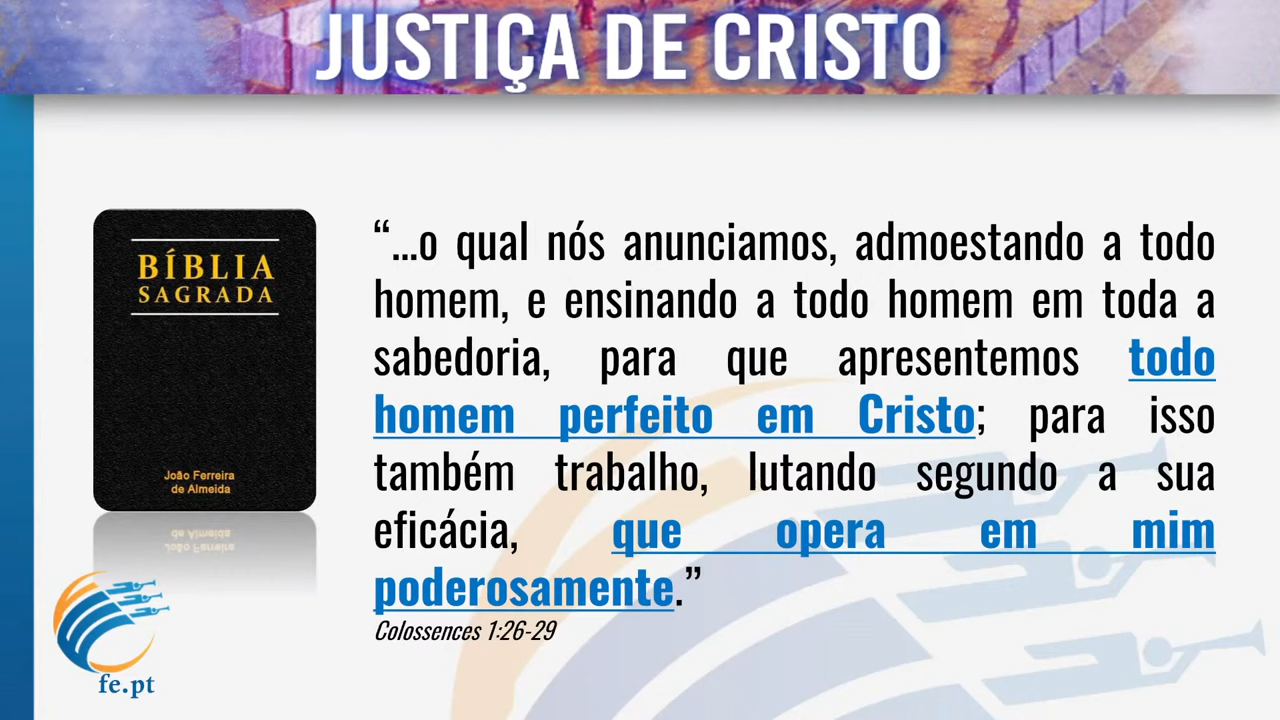 JUSTIÇA DE CRISTO
BÍBLIA
SAGRADA
João Ferreira
de Almeida
“...o qual nós anunciamos, admoestando a todo
homem, e ensinando a todo homem em toda a
sabedoria, para que apresentemos todo
homem perfeito em Cristo; para isso
também trabalho, lutando segundo a sua
eficácia, que opera em mim
poderosamente.”
Colossences 1:26-29
fe.pt